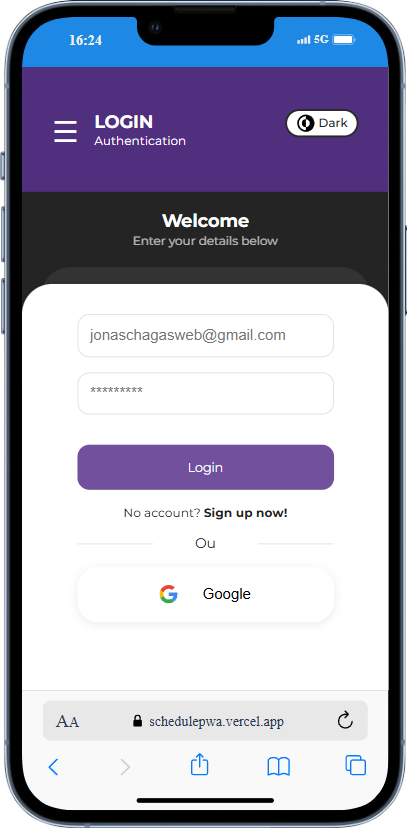 16:24 5G
LOGIN
Authentication
Dark
Welcome
Enter your details below
jonaschagasweb@gmail.com
*********
Login
No account? Sign up now!
Ou
Google
AA schedulepwa.vercel.app